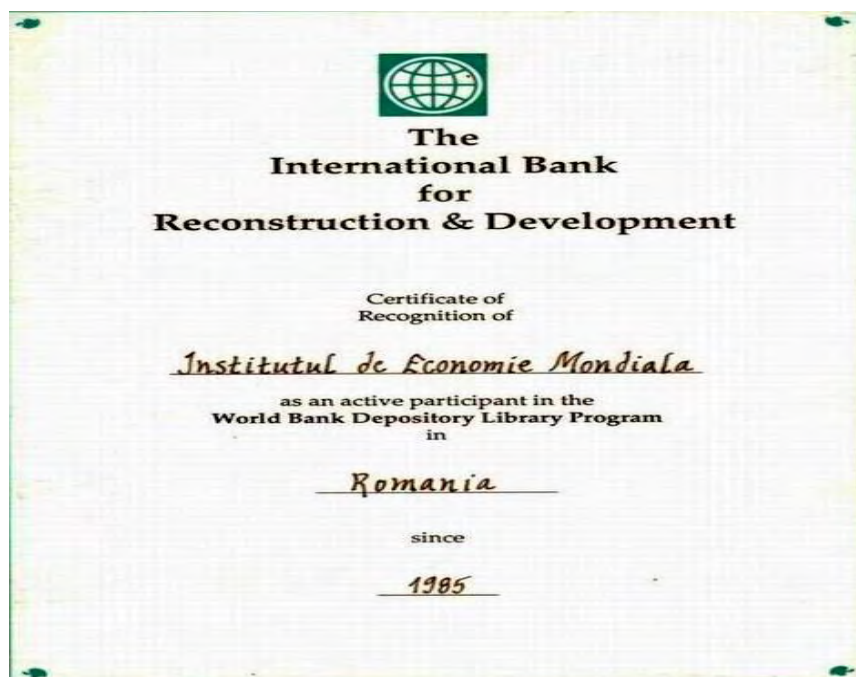 The
International Bank
for
Reconstruction & Development
Certificate of
Recognition of
Institutul de Economie Mondiala
as an active participant in the
World Bank Depository Library Program
in
Romania
since
1985